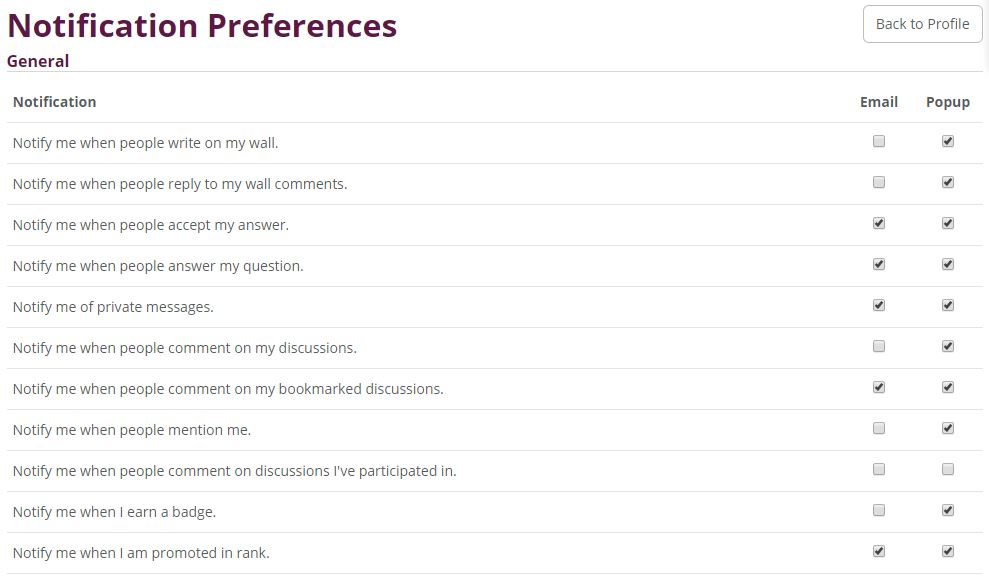 Notification Preferences
Back to Profile
General
Notification Email Popup
Notify me when people write on my wall.
Notify me when people reply to my wall comments.
Notify me when people accept my answer.
Notify me when people answer my question.
Notify me of private messages.
Notify me when people comment on my discussions.
Notify me when people comment on my bookmarked discussions.
Notify me when people mention me.
Notify me when people comment on discussions I've participated in.
Notify me when I earn a badge.
Notify me when I am promoted in rank.